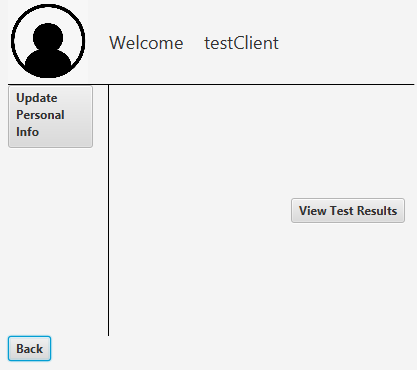 Welcome testClient
Update
Personal
Info
View Test Results
Back